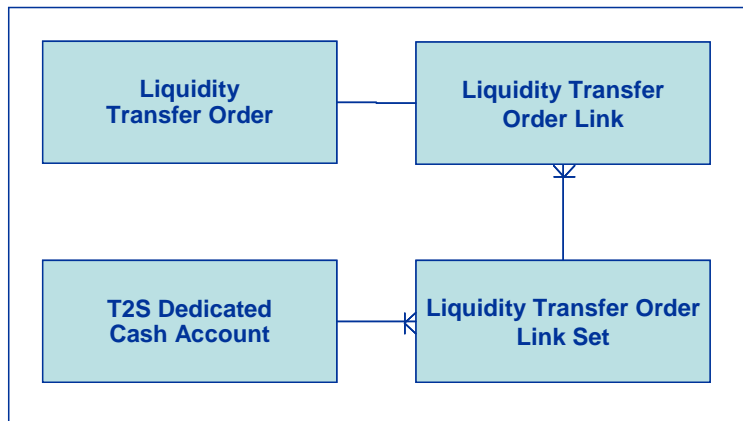 Liquidity
Transfer Order
Liquidity Transfer
Order Link
T2S Dedicated
Cash Account
Liquidity Transfer Order
Link Set